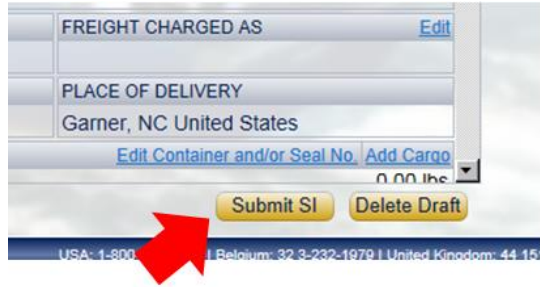 FREIGHT CHARGED AS Edit
PLACE OF DELIVERY
Garner, NC United States
Edit Container and/or Seal No. Add Cargo
0.00 lbs
Submit SI Delete Draft
USA: 1-800 | Belgium: 32 3-232-1979 | United Kingdom: 44 15